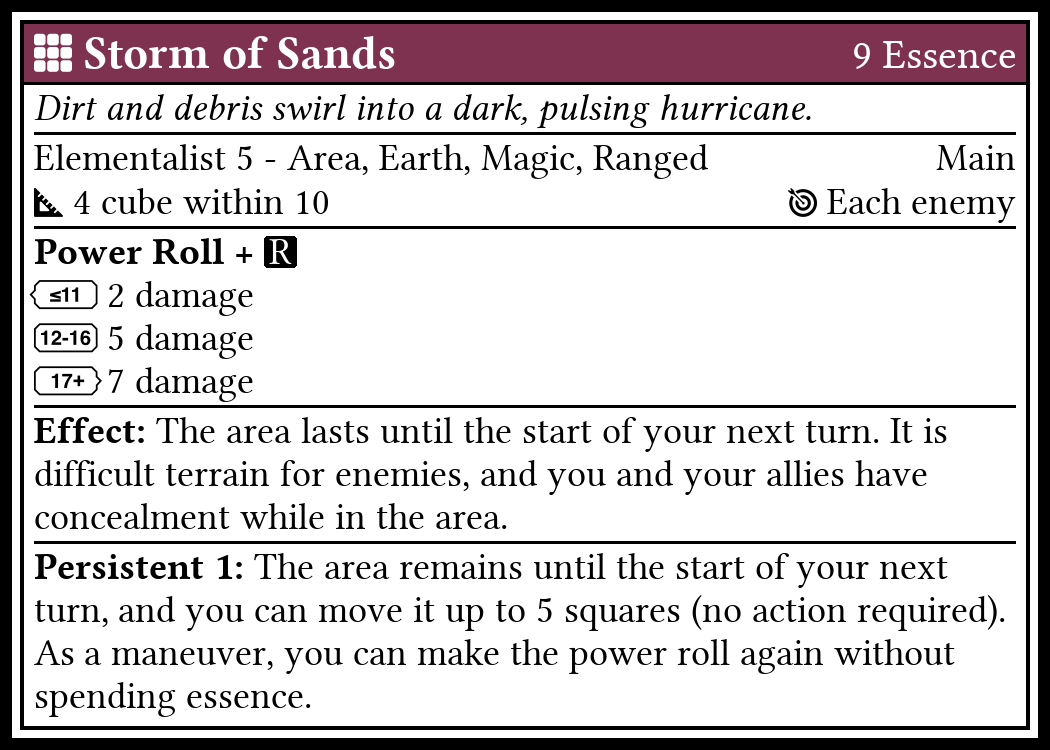 Storm of Sands 9 Essence
Dirt and debris swirl into a dark, pulsing hurricane.
Elementalist 5 - Area, Earth, Magic, Ranged Main
4 cube within 10 Each enemy
Power Roll + R
≤11 2 damage
12-16 5 damage
17+ 7 damage
Effect: The area lasts until the start of your next turn. It is
difficult terrain for enemies, and you and your allies have
concealment while in the area.
Persistent 1: The area remains until the start of your next
turn, and you can move it up to 5 squares (no action required).
As a maneuver, you can make the power roll again without
spending essence.